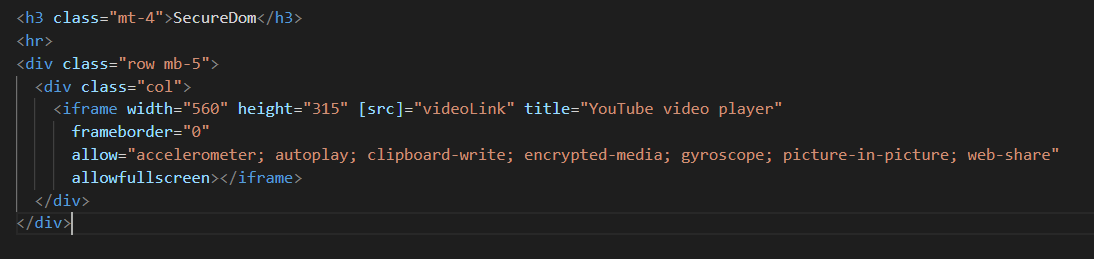 <h3 class="mt-4">SecureDom</h3>
<hr>
<div class="row mb-5">
<div class="col">
<iframe width="560" height="315" [src]="videoLink" title="YouTube video player"
frameborder="0"
allow="accelerometer; autoplay; clipboard-write; encrypted-media; gyroscope; picture-in-picture; web-share"
allowfullscreen></iframe>
</div>
</div>